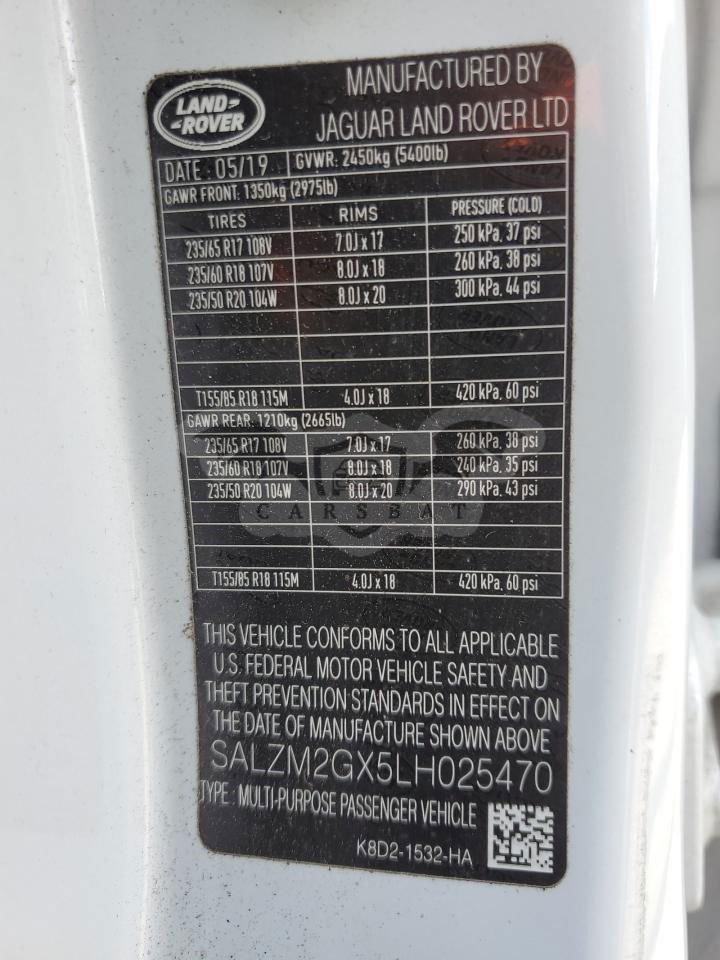 LAND-
-ROVER
MANUFACTURED BY
JAGUAR LAND ROVER LTD
DATE: 05/19 GVWR: 2450kg (5400lb)
GAWR FRONT: 1350kg (2975lb)
TIRES RIMS PRESSURE (COLD)
235/65 R17 108V 7.0J x 17 250 kPa, 37 psi
235/60 R18 107V 8.0J x 18 260 kPa, 38 psi
235/50 R20 104W 8.0J x 20 300 kPa, 44 psi
T155/85 R18 115M 4.0J x 18 420 kPa, 60 psi
GAWR REAR: 1210kg (2665lb)
235/65 R17 108V 7.0J x 17 260 kPa, 38 psi
235/60 R18 107V 8.0J x 18 240 kPa, 35 psi
235/50 R20 104W 8.0J x 20 290 kPa, 43 psi
CARSBAT
T155/85 R18 115M 4.0J x 18 420 kPa, 60 psi
THIS VEHICLE CONFORMS TO ALL APPLICABLE
U.S. FEDERAL MOTOR VEHICLE SAFETY AND
THEFT PREVENTION STANDARDS IN EFFECT ON
THE DATE OF MANUFACTURE SHOWN ABOVE
SALZM2GX5LH025470
TYPE: MULTI-PURPOSE PASSENGER VEHICLE
K8D2-1532-HA